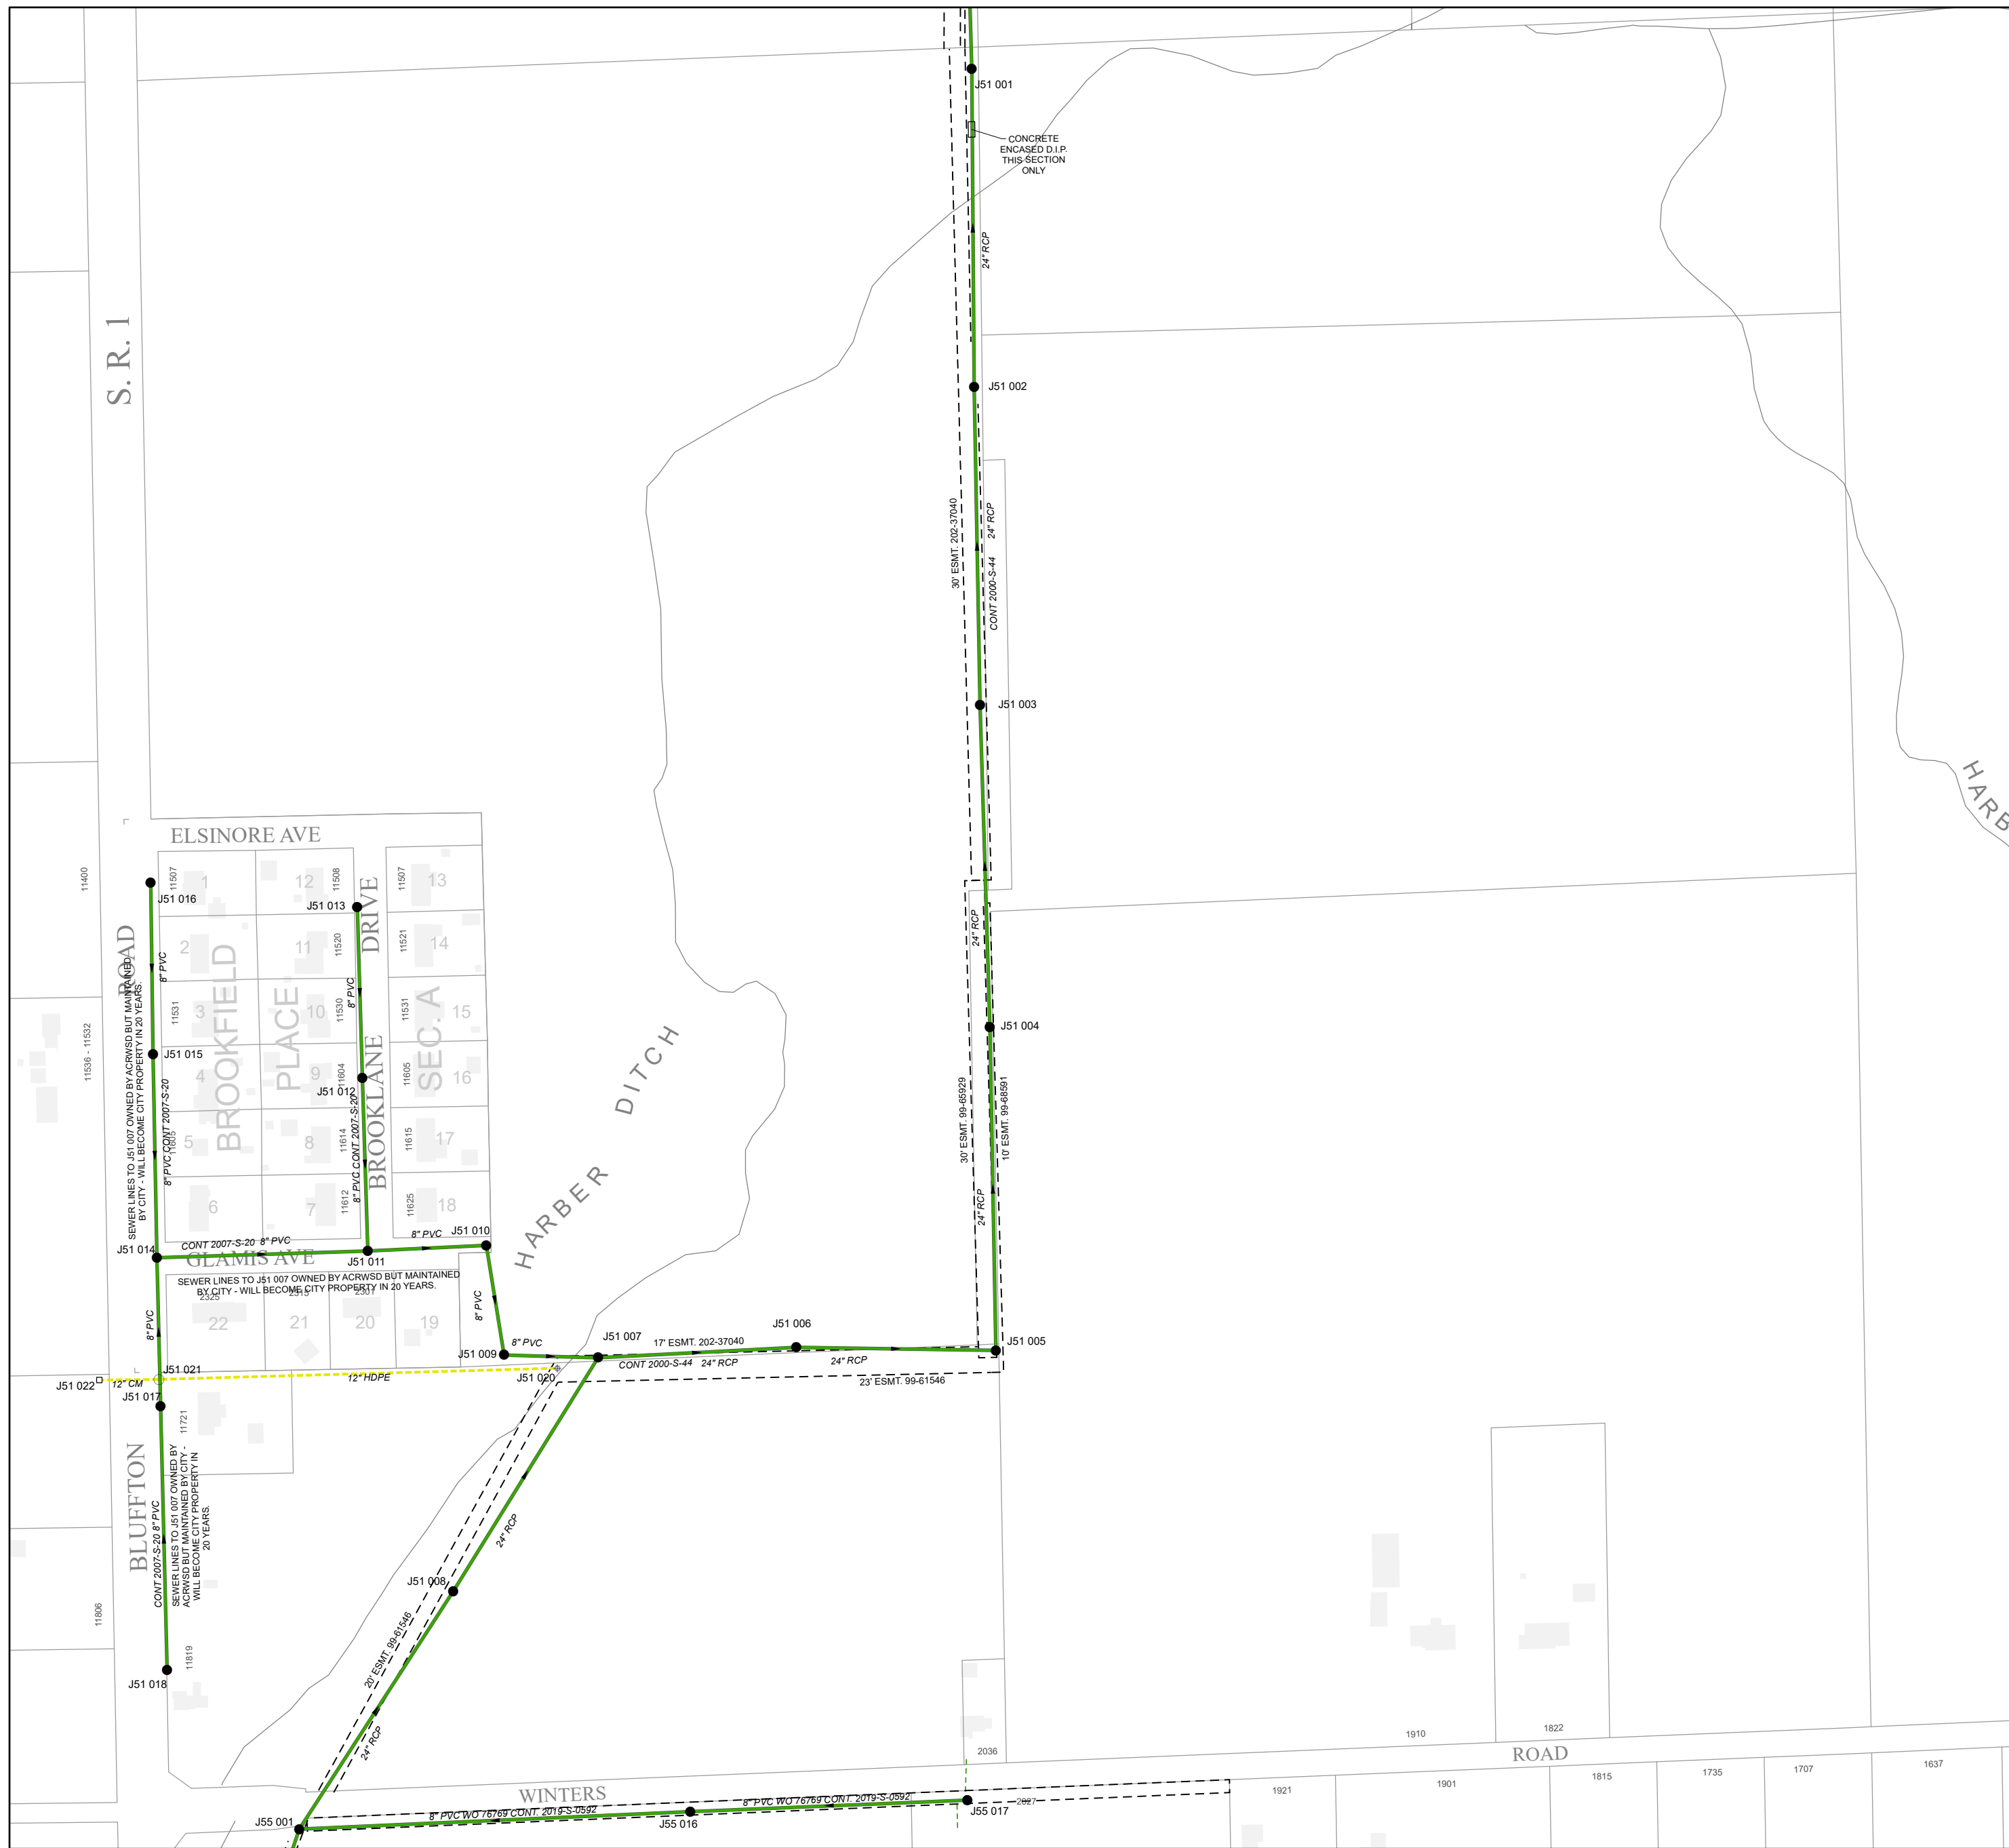 J51 001
CONCRETE
ENCASED D.I.P.
THIS SECTION
ONLY
24" RCP
S. R. 1
J51 002
30' ESMT. 202-37040
24" RCP
CONT 2000-S-44
J51 003
HARB
ELSINORE AVE
11400
11507
1
12
11508
11507
13
J51 016
J51 013
DRIVE
ROAD
2
11
11520
11521
14
8" PVC
SEWER LINES TO J51 007 OWNED BY ACRWSD BUT MAINTAINED
BY CITY - WILL BECOME CITY PROPERTY IN 20 YEARS.
BROOKFIELD
PLACE
SEC. A
11531
3
10
11530
8" PVC
11531
15
24" RCP
J51 004
11536 - 11532
J51 015
4
9
11604
J51 012
11605
16
BROOKLANE
8" PVC CONT 2007-S-20
8" PVC CONT 2007-S-20
11605
5
8
11614
11615
17
30' ESMT. 99-65929
10' ESMT. 99-68591
24" RCP
HARBER
DITCH
6
7
11612
11625
18
J51 014
CONT 2007-S-20 8" PVC
GLAMIS AVE
J51 011
8" PVC
J51 010
SEWER LINES TO J51 007 OWNED BY ACRWSD BUT MAINTAINED
BY CITY - WILL BECOME CITY PROPERTY IN 20 YEARS.
2325
2315
2301
22
21
20
19
8" PVC
8" PVC
J51 009
8" PVC
J51 007
17' ESMT. 202-37040
J51 006
J51 005
CONT 2000-S-44 24" RCP
24" RCP
23' ESMT. 99-61546
J51 021
J51 022
12" CM
12" HDPE
J51 020
J51 017
11721
BLUFFTON
CONT 2007-S-20 8" PVC
SEWER LINES TO J51 007 OWNED BY
ACRWSD BUT MAINTAINED BY CITY -
WILL BECOME CITY PROPERTY IN
20 YEARS.
24" RCP
J51 008
11806
11819
J51 018
20' ESMT. 99-61546
24" RCP
1910
1822
2036
ROAD
WINTERS
1921
1901
1815
1735
1707
1637
J55 001
8" PVC WO 76769 CONT. 2019-S-0592
J55 016
8" PVC WO 76769 CONT. 2019-S-0592
J55 017
2027